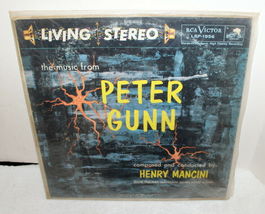 LIVING STEREO
RCA VICTOR
LSP-1956
the music from
PETER
GUNN
composed and conducted by
HENRY MANCINI